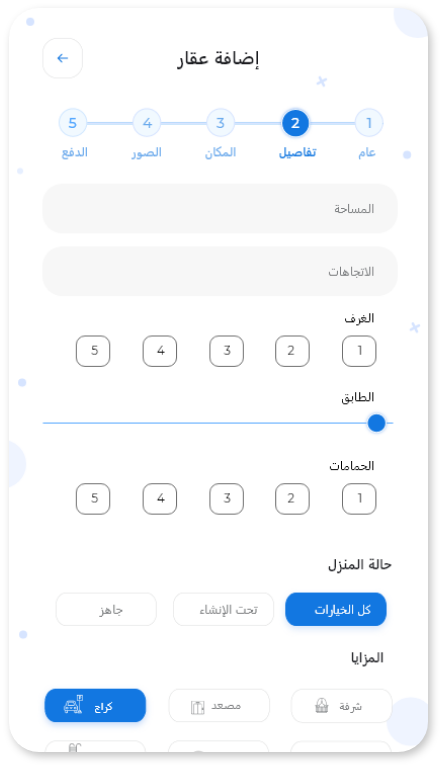 إضافة عقار
1 2 3 4 5
عام تفاصيل المكان الصور الدفع
المساحة
الاتجاهات
الغرف
1 2 3 4 5
الطابق
الحمامات
1 2 3 4 5
حالة المنزل
كل الخيارات تحت الإنشاء جاهز
المزايا
شرفة مصعد كراج